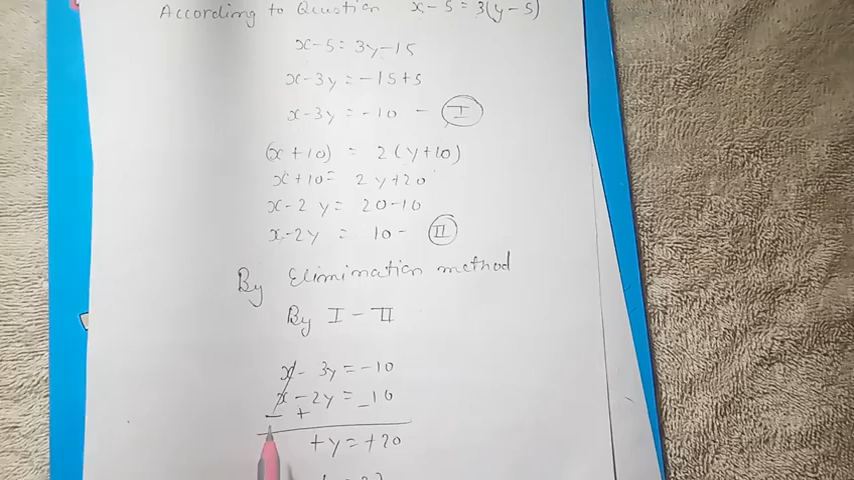 According to Question x-5=3(y-5)
x-5=3y-15
x-3y=-15+5
x-3y=-10 - I
(x+10) = 2(y+10)
x+10= 2y+20
x-2y= 20-10
x-2y = 10- II
By Elimination method
By I - II
x- 3y=-10
x-2y=_10
- +
+y=+20